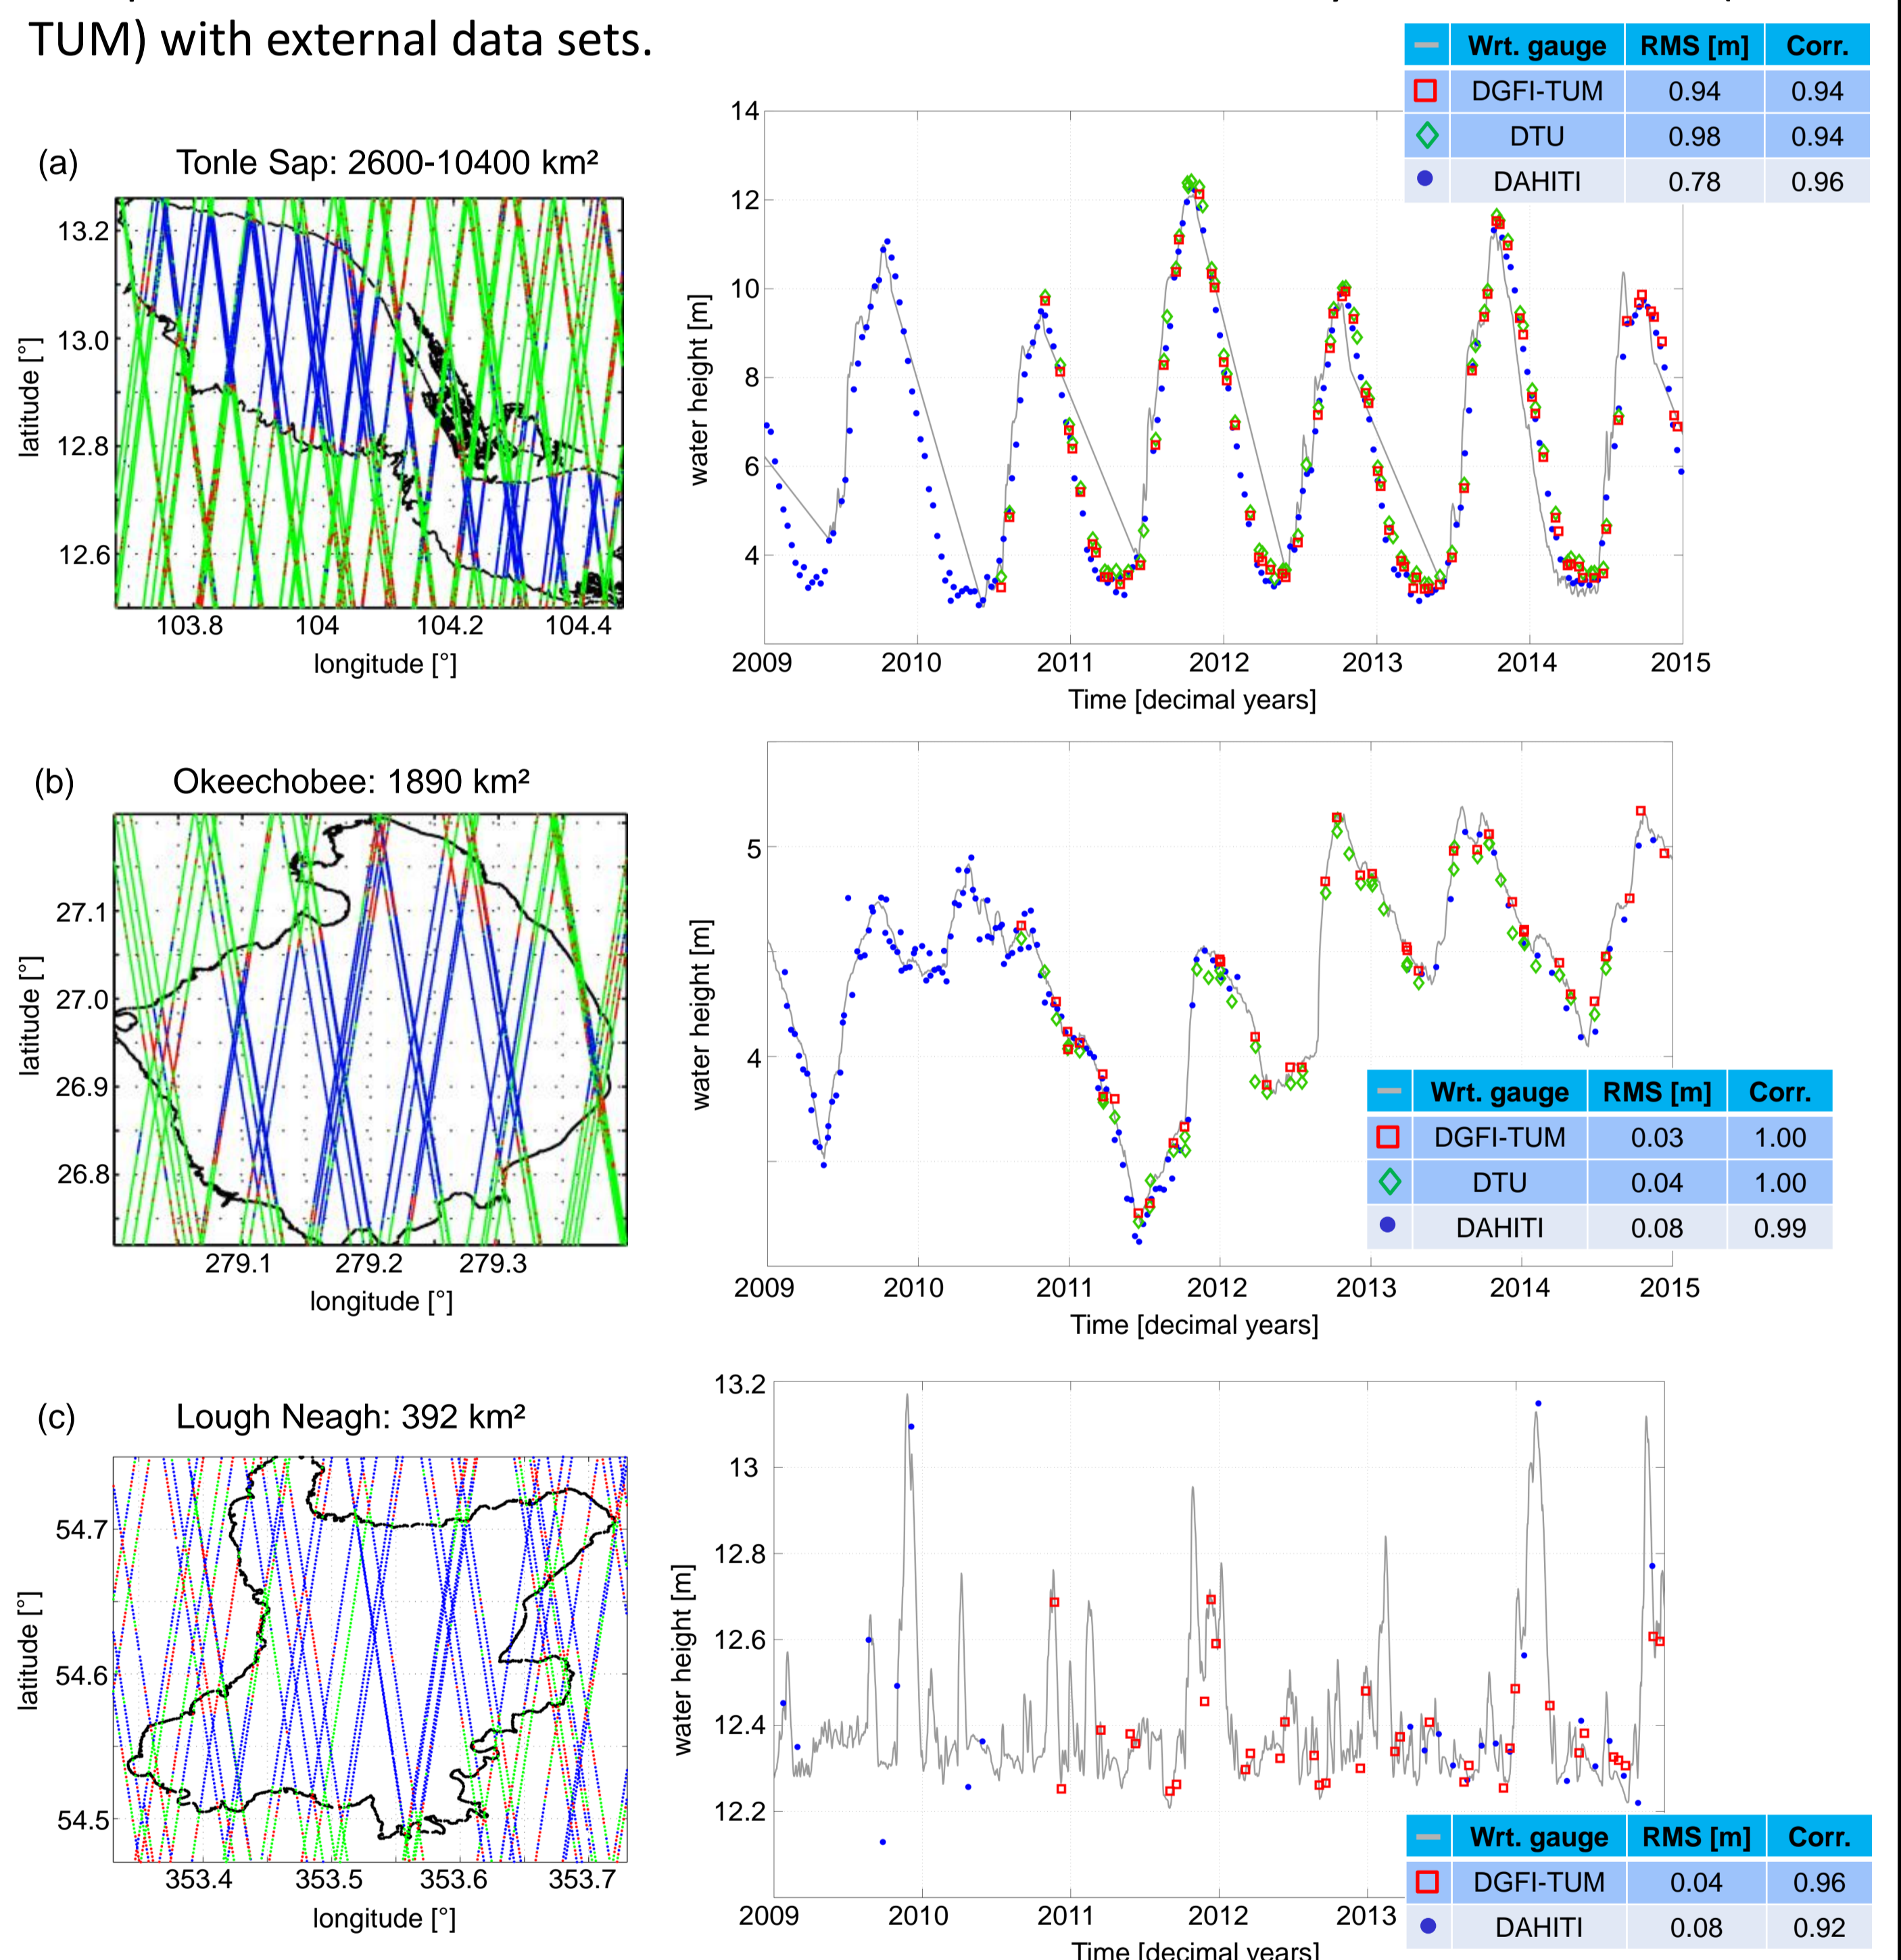 TUM) with external data sets.
Wrt. gauge RMS [m] Corr.
DGFI-TUM 0.94 0.94
DTU 0.98 0.94
DAHITI 0.78 0.96
(a) Tonle Sap: 2600-10400 km²
13.2
13.0
12.8
12.6
latitude [°]
103.8 104 104.2 104.4
longitude [°]
14
12
10
8
6
4
water height [m]
2009 2010 2011 2012 2013 2014 2015
Time [decimal years]
(b) Okeechobee: 1890 km²
27.1
27.0
26.9
26.8
latitude [°]
279.1 279.2 279.3
longitude [°]
5
4
water height [m]
Wrt. gauge RMS [m] Corr.
DGFI-TUM 0.03 1.00
DTU 0.04 1.00
DAHITI 0.08 0.99
2009 2010 2011 2012 2013 2014 2015
Time [decimal years]
(c) Lough Neagh: 392 km²
54.7
54.6
54.5
latitude [°]
353.4 353.5 353.6 353.7
longitude [°]
13.2
13
12.8
12.6
12.4
12.2
water height [m]
Wrt. gauge RMS [m] Corr.
DGFI-TUM 0.04 0.96
DAHITI 0.08 0.92
2009 2010 2011 2012 2013
Time [decimal years]